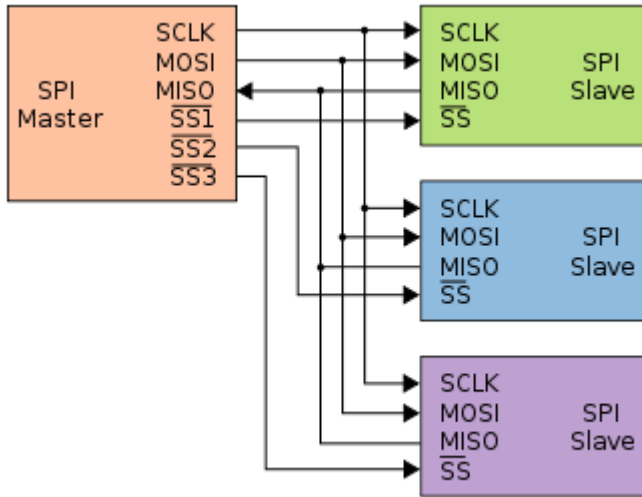 SCLK
MOSI
MISO
SS1
SS2
SS3
SPI
Master
SCLK
MOSI
MISO
SS
SPI
Slave
SCLK
MOSI
MISO
SS
SPI
Slave
SCLK
MOSI
MISO
SS
SPI
Slave